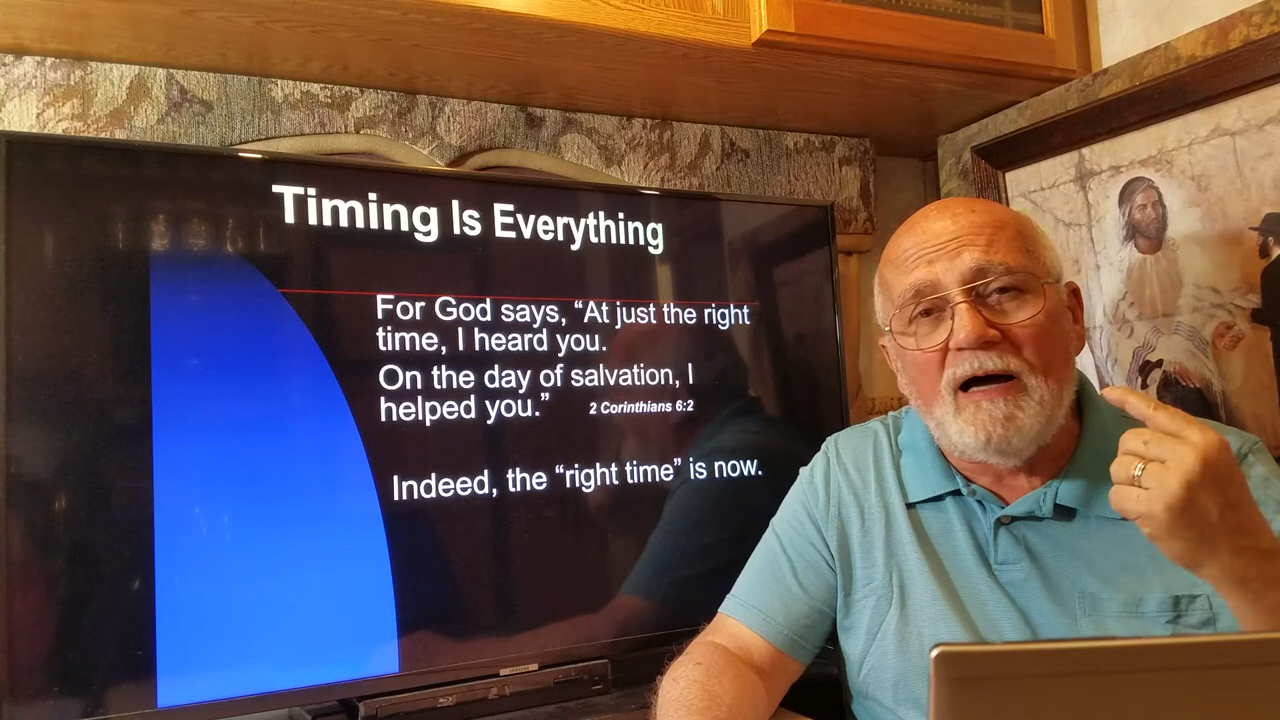 Timing Is Everything
For God says, “At just the right
time, I heard you.
On the day of salvation, I
helped you.” 2 Corinthians 6:2
Indeed, the “right time” is now.
SAMSUNG